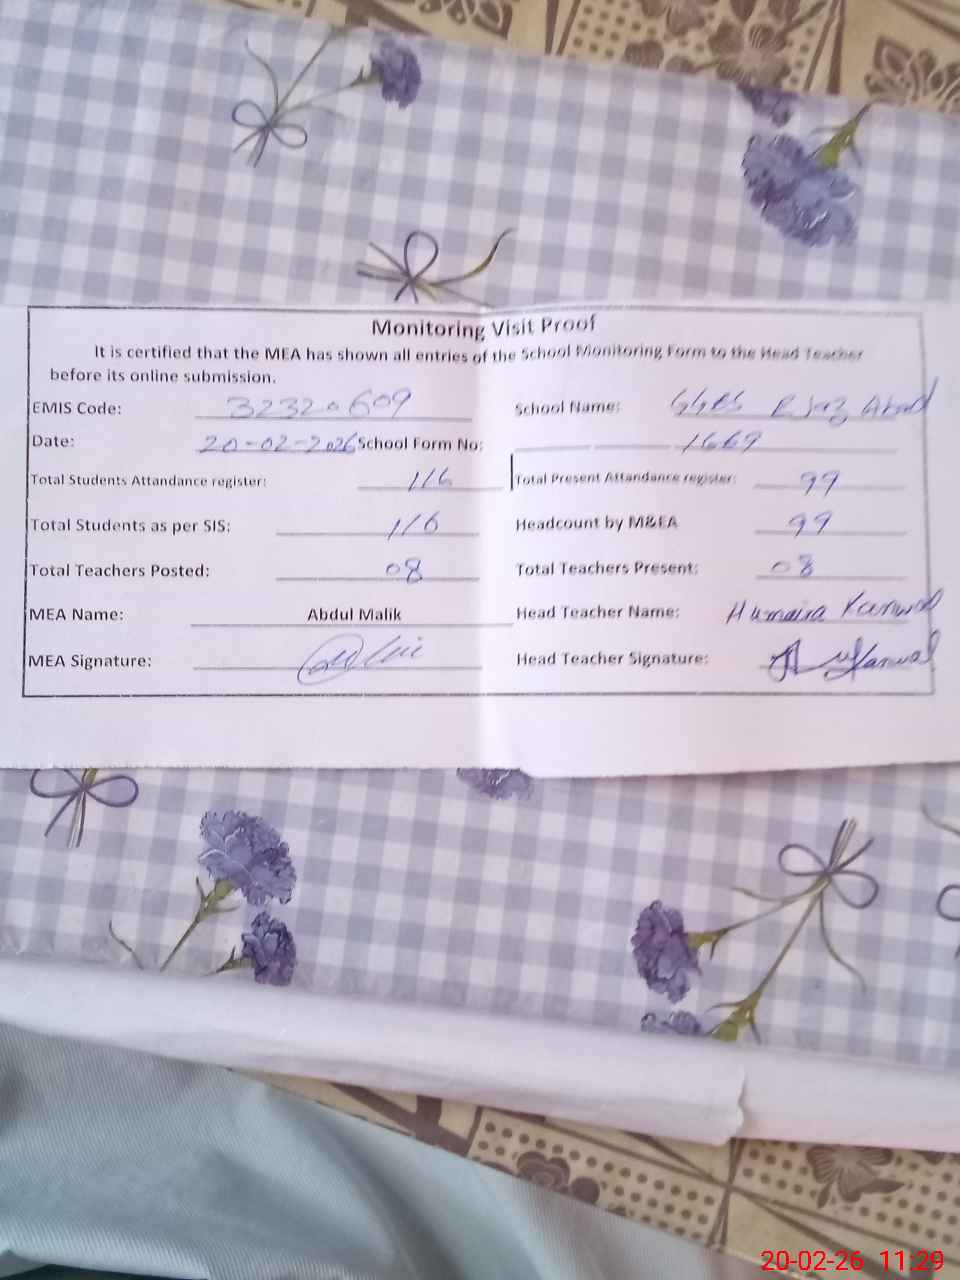 Monitoring Visit Proof
It is certified that the MEA has shown all entries of the School Monitoring Form to the Head Teacher
before its online submission.
EMIS Code: 32320609 School Name: GGES
Date: 20-02-2026 School Form No: 1669
Total Students Attandance register: 116 Total Present Attandance register: 99
Total Students as per SIS: 116 Headcount by M&EA 99
Total Teachers Posted: 08 Total Teachers Present: 08
MEA Name: Abdul Malik Head Teacher Name: Humaira Kanwal
MEA Signature: Head Teacher Signature: Kanwal
20-02-26 11:29